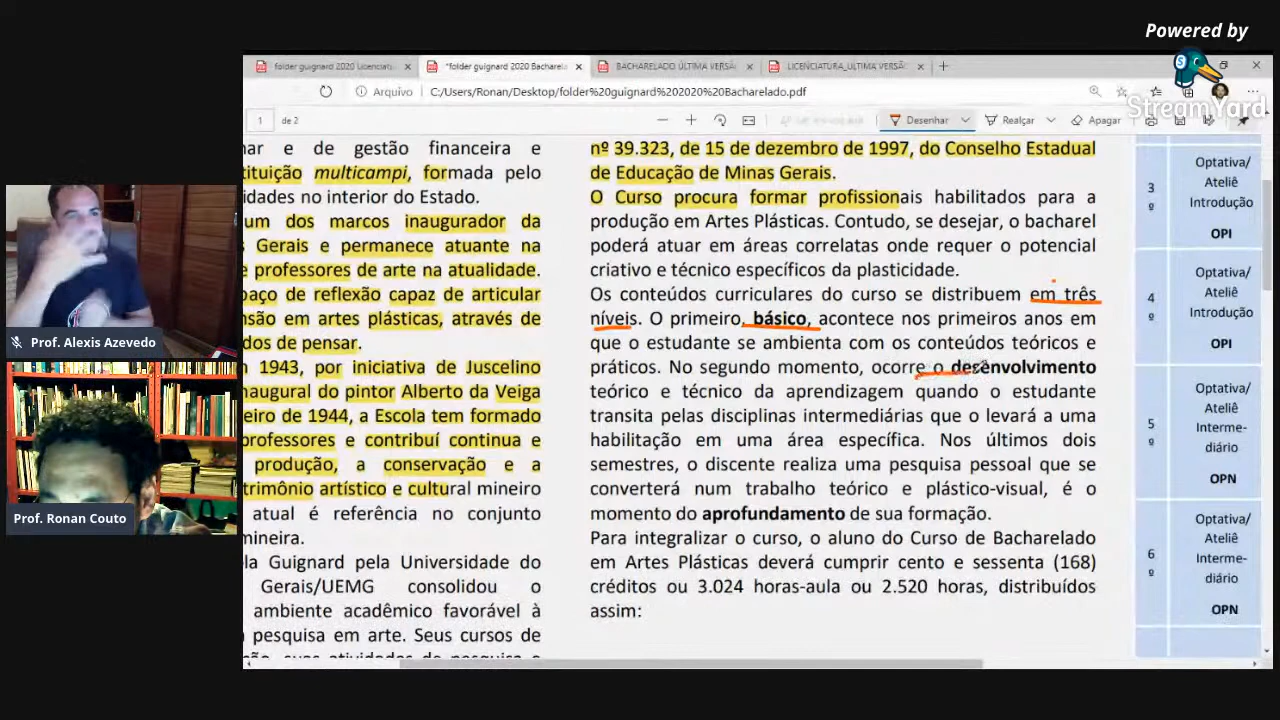 Powered by
StreamYard
folder guignard 2020 Licenciat
*folder guignard 2020 Bacharela
BACHARELADO ÚLTIMA VERSÃ
LICENCIATURA_ULTIMA VERSÃ
Arquivo
C:/Users/Ronan/Desktop/folder%20guignard%202020%20Bacharelado.pdf
1
de 2
Desenhar
Realçar
Apagar
Prof. Alexis Azevedo
Prof. Ronan Couto
nar e de gestão financeira e
tituição multicampi, formada pelo
idades no interior do Estado.
um dos marcos inaugurador da
Gerais e permanece atuante na
e professores de arte na atualidade.
paço de reflexão capaz de articular
nsão em artes plásticas, através de
dos de pensar.
n 1943, por iniciativa de Juscelino
naugural do pintor Alberto da Veiga
eiro de 1944, a Escola tem formado
professores e contribuí continua e
produção, a conservação e a
trimônio artístico e cultural mineiro
atual é referência no conjunto
mineira.
la Guignard pela Universidade do
Gerais/UEMG consolidou o
ambiente acadêmico favorável à
pesquisa em arte. Seus cursos de
nº 39.323, de 15 de dezembro de 1997, do Conselho Estadual
de Educação de Minas Gerais.
O Curso procura formar profissionais habilitados para a
produção em Artes Plásticas. Contudo, se desejar, o bacharel
poderá atuar em áreas correlatas onde requer o potencial
criativo e técnico específicos da plasticidade.
Os conteúdos curriculares do curso se distribuem em três
níveis. O primeiro, básico, acontece nos primeiros anos em
que o estudante se ambienta com os conteúdos teóricos e
práticos. No segundo momento, ocorre o desenvolvimento
teórico e técnico da aprendizagem quando o estudante
transita pelas disciplinas intermediárias que o levará a uma
habilitação em uma área específica. Nos últimos dois
semestres, o discente realiza uma pesquisa pessoal que se
converterá num trabalho teórico e plástico-visual, é o
momento do aprofundamento de sua formação.
Para integralizar o curso, o aluno do Curso de Bacharelado
em Artes Plásticas deverá cumprir cento e sessenta (168)
créditos ou 3.024 horas-aula ou 2.520 horas, distribuídos
assim:
3
º
Optativa/
Ateliê
Introdução
OPI
4
º
Optativa/
Ateliê
Introdução
OPI
5
º
Optativa/
Ateliê
Interme-
diário
OPN
6
º
Optativa/
Ateliê
Interme-
diário
OPN